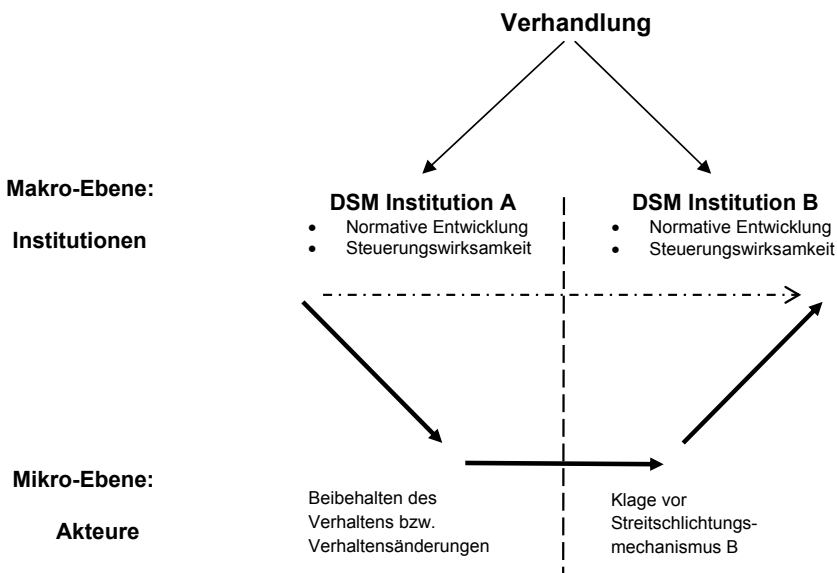 Verhandlung
Makro-Ebene:
Institutionen
DSM Institution A
• Normative Entwicklung
• Steuerungswirksamkeit
DSM Institution B
• Normative Entwicklung
• Steuerungswirksamkeit
Mikro-Ebene:
Akteure
Beibehalten des
Verhaltens bzw.
Verhaltensänderungen
Klage vor
Streitschlichtungs-
mechanismus B